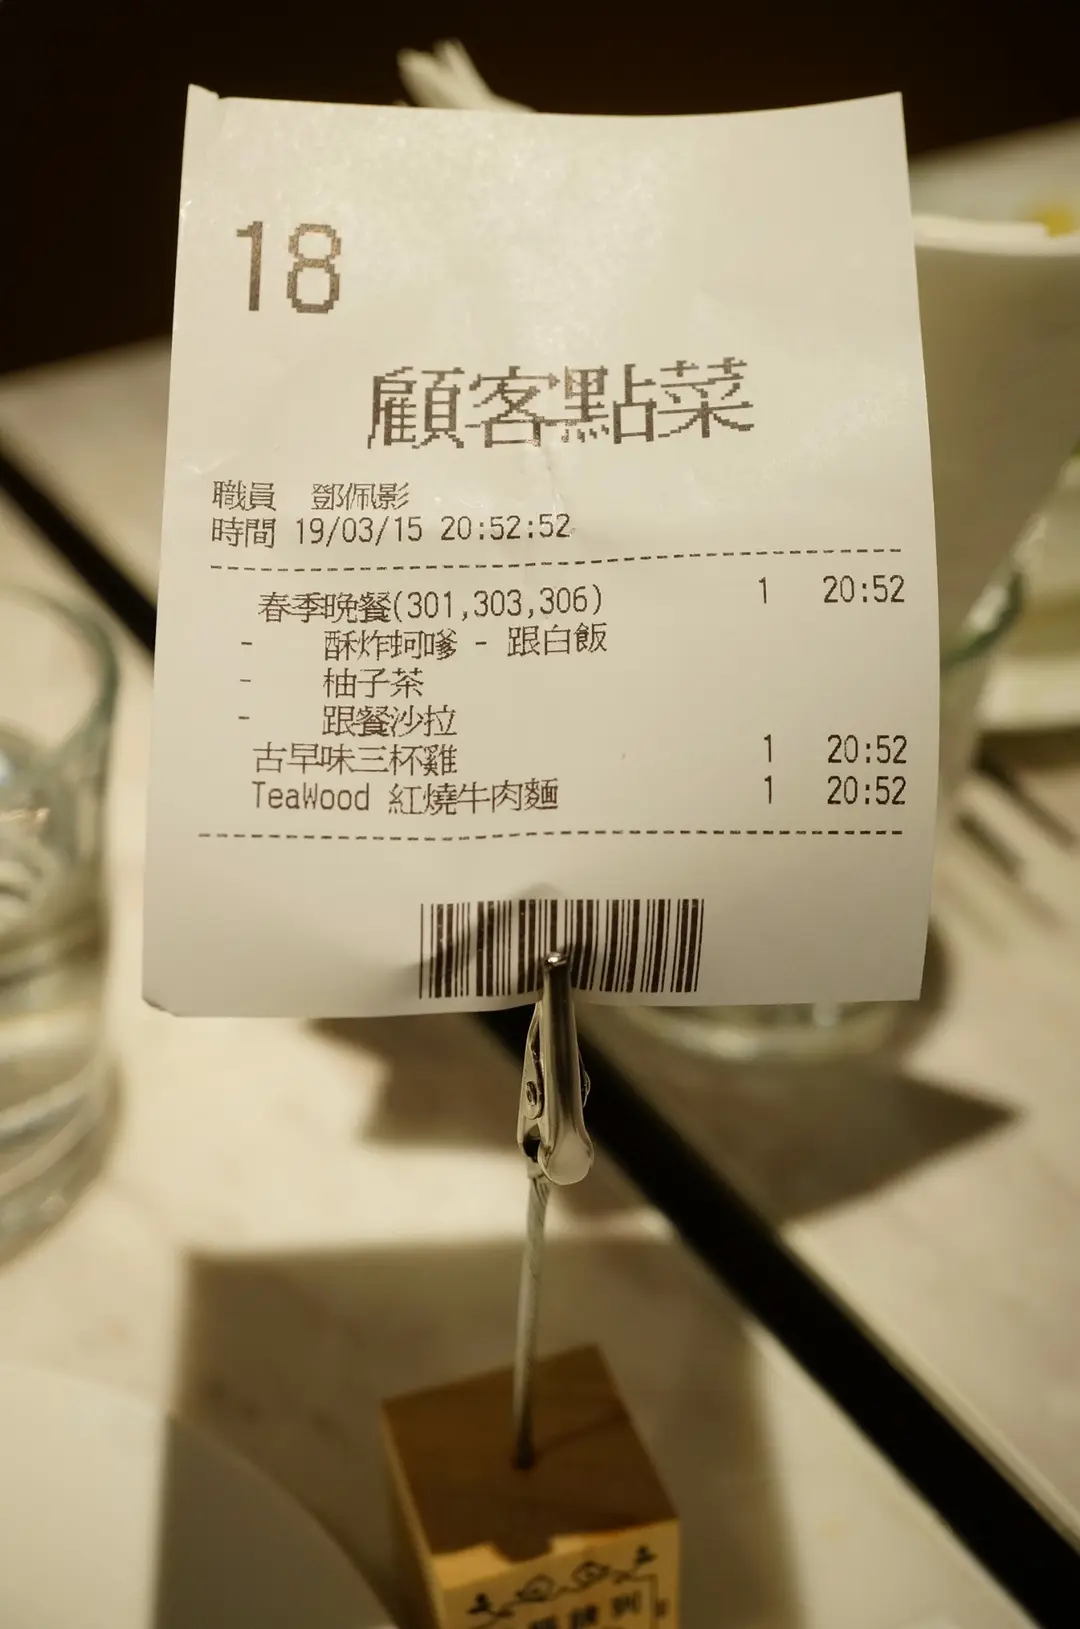 18
顧客點菜
職員 鄧佩影
時間 19/03/15 20:52:52
春季晚餐(301,303,306) 1 20:52
- 酥炸蚵嗲 - 跟白飯
- 柚子茶
- 跟餐沙拉
古早味三杯雞 1 20:52
TeaWood 紅燒牛肉麵 1 20:52